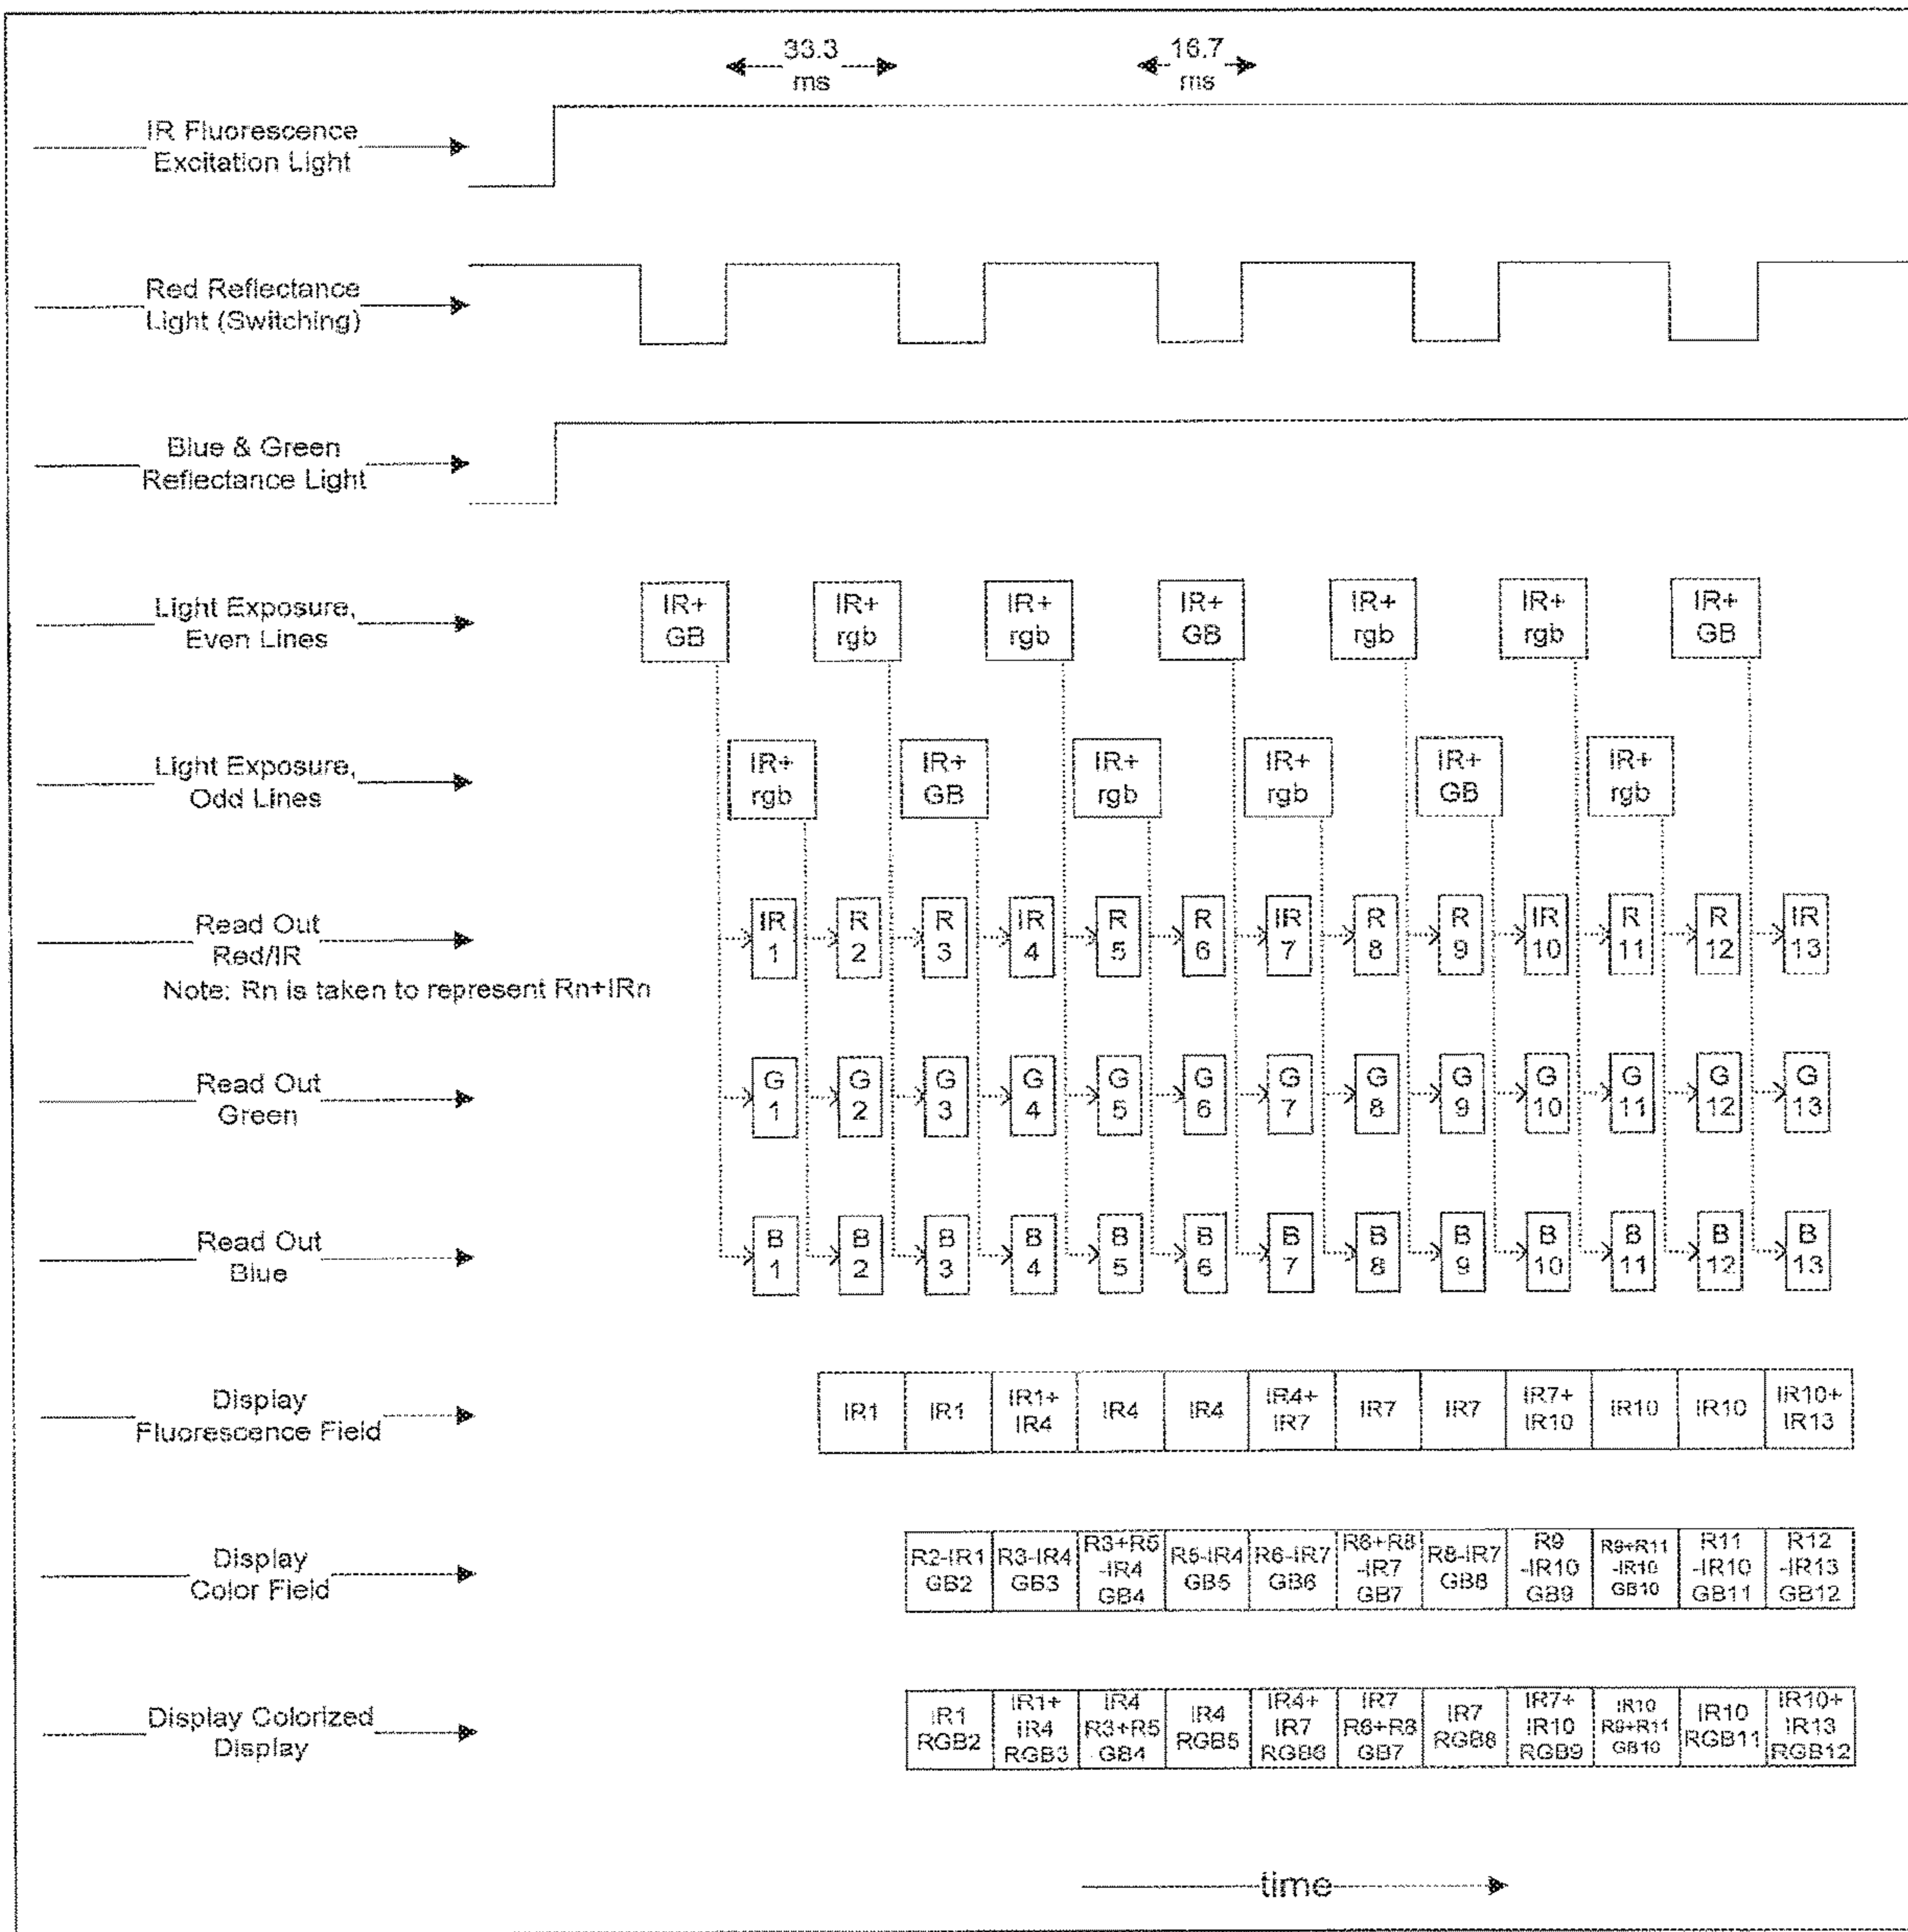 33.3
ms
16.7
ms
IR Fluorescence
Excitation Light
Red Reflectance
Light (Switching)
Blue & Green
Reflectance Light
Light Exposure,
Even Lines
IR+
GB
IR+
rgb
IR+
rgb
IR+
GB
IR+
rgb
IR+
rgb
IR+
GB
Light Exposure,
Odd Lines
IR+
rgb
IR+
GB
IR+
rgb
IR+
rgb
IR+
GB
IR+
rgb
Read Out
Red/IR
IR
1
R
2
R
3
IR
4
R
5
R
6
IR
7
R
8
R
9
IR
10
R
11
R
12
IR
13
Note: Rn is taken to represent Rn+IRn
Read Out
Green
G
1
G
2
G
3
G
4
G
5
G
6
G
7
G
8
G
9
G
10
G
11
G
12
G
13
Read Out
Blue
B
1
B
2
B
3
B
4
B
5
B
6
B
7
B
8
B
9
B
10
B
11
B
12
B
13
Display
Fluorescence Field
IR1
IR1
IR1+
IR4
IR4
IR4
IR4+
IR7
IR7
IR7
IR7+
IR10
IR10
IR10
IR10+
IR13
Display
Color Field
R2-IR1
GB2
R3-IR4
GB3
R3+R5
-IR4
GB4
R5-IR4
GB5
R6-IR7
GB6
R6+R8
-IR7
GB7
R8-IR7
GB8
R9
-IR10
GB9
R9+R11
-IR10
GB10
R11
-IR10
GB11
R12
-IR13
GB12
Display Colorized
Display
IR1
RGB2
IR1+
IR4
RGB3
IR4
R3+R5
GB4
IR4
RGB5
IR4+
IR7
RGB6
IR7
R6+R8
GB7
IR7
RGB8
IR7+
IR10
RGB9
IR10
R9+R11
GB10
IR10
RGB11
IR10+
IR13
RGB12
time